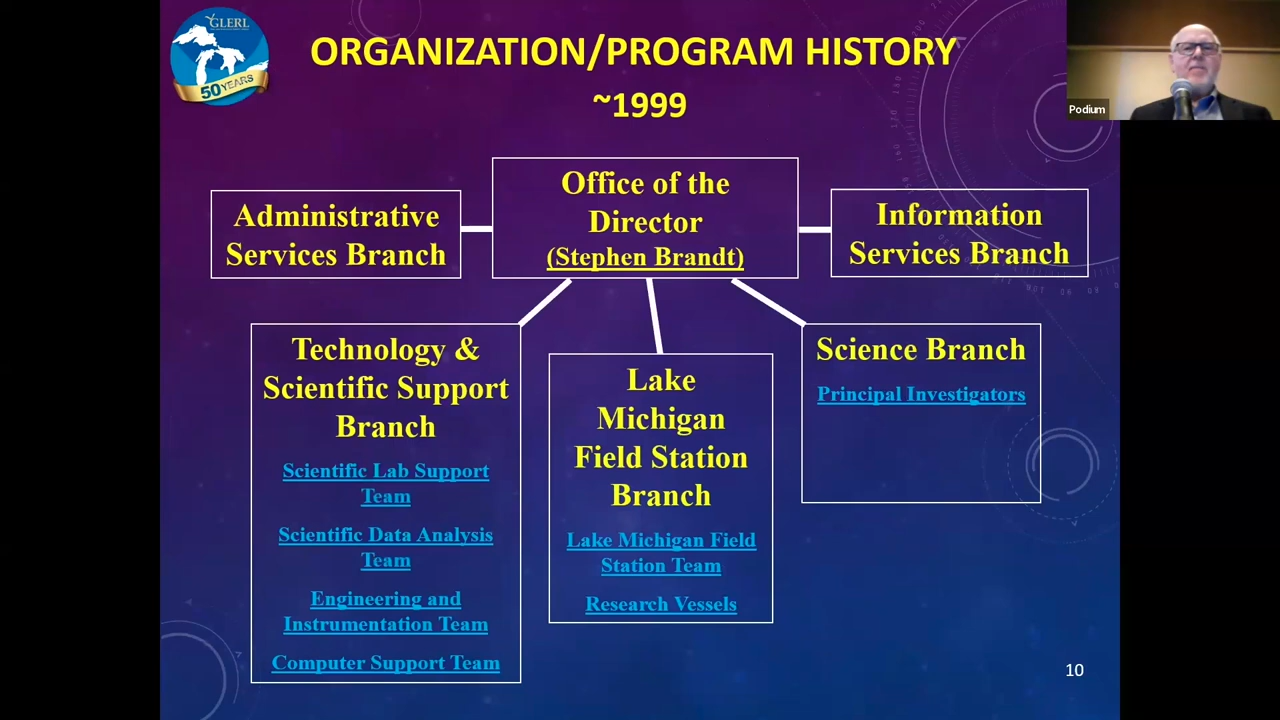 GLERL
50 YEARS
ORGANIZATION/PROGRAM HISTORY
~1999
Podium
Office of the
Director
(Stephen Brandt)
Administrative
Services Branch
Information
Services Branch
Technology &
Scientific Support
Branch
Scientific Lab Support
Team
Scientific Data Analysis
Team
Engineering and
Instrumentation Team
Computer Support Team
Lake
Michigan
Field Station
Branch
Lake Michigan Field
Station Team
Research Vessels
Science Branch
Principal Investigators
10